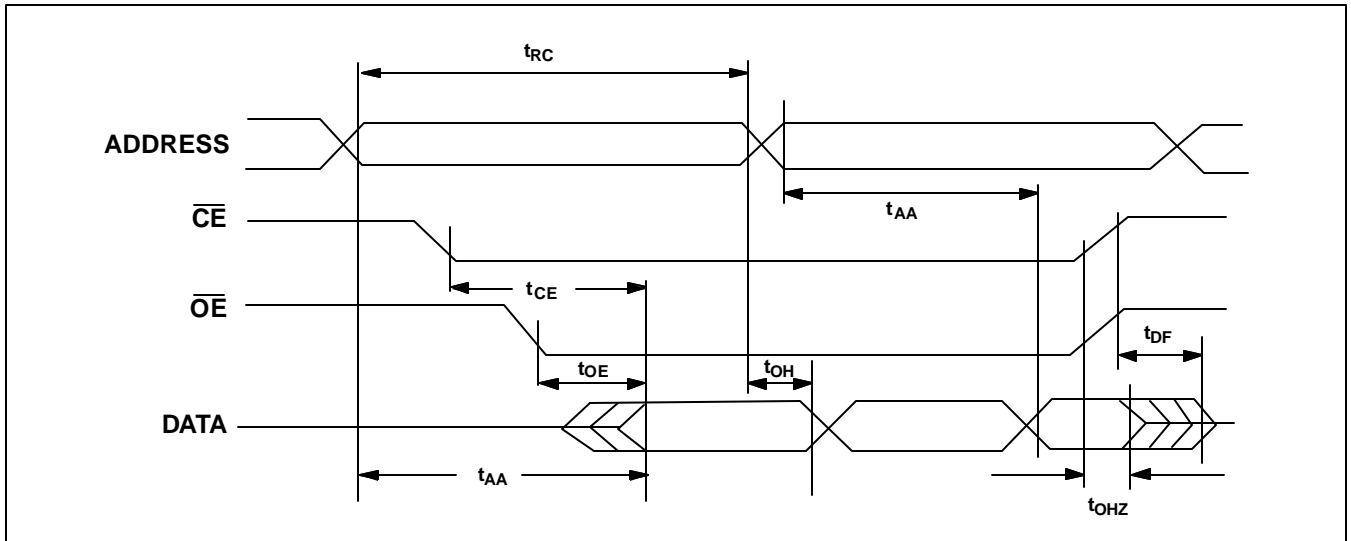 tRC
ADDRESS
tAA
CE
tCE
OE
tDF
tOE
tOH
DATA
tAA
tOHZ